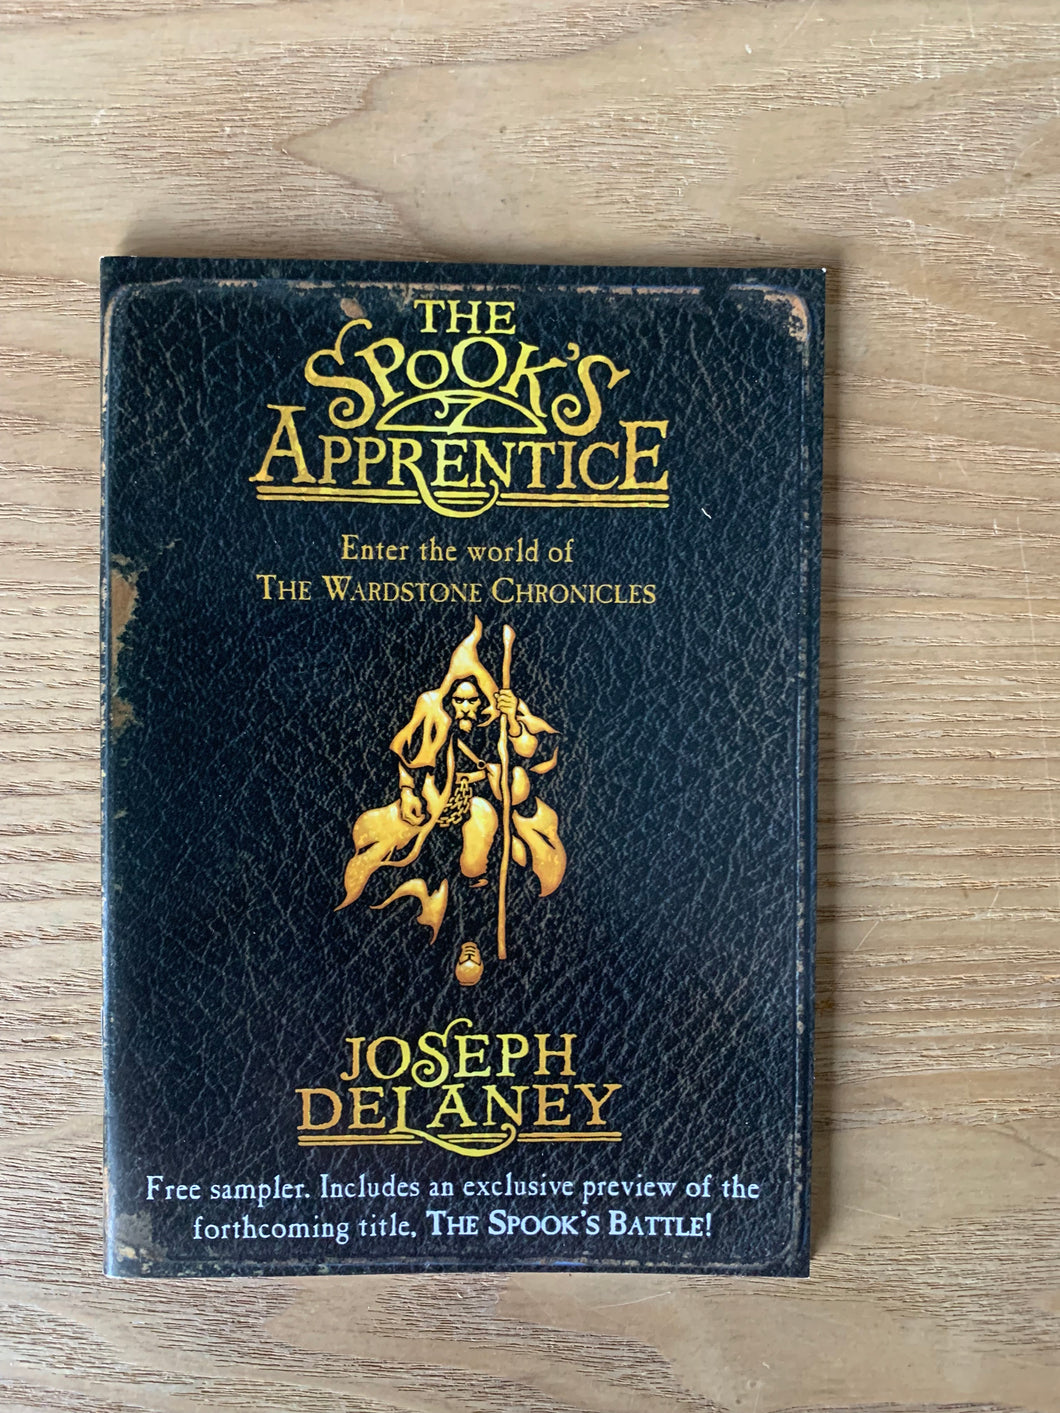 THE
SPOOK'S
APPRENTICE
Enter the world of
THE WARDSTONE CHRONICLES
JOSEPH
DELANEY
Free sampler. Includes an exclusive preview of the
forthcoming title, THE SPOOK'S BATTLE!